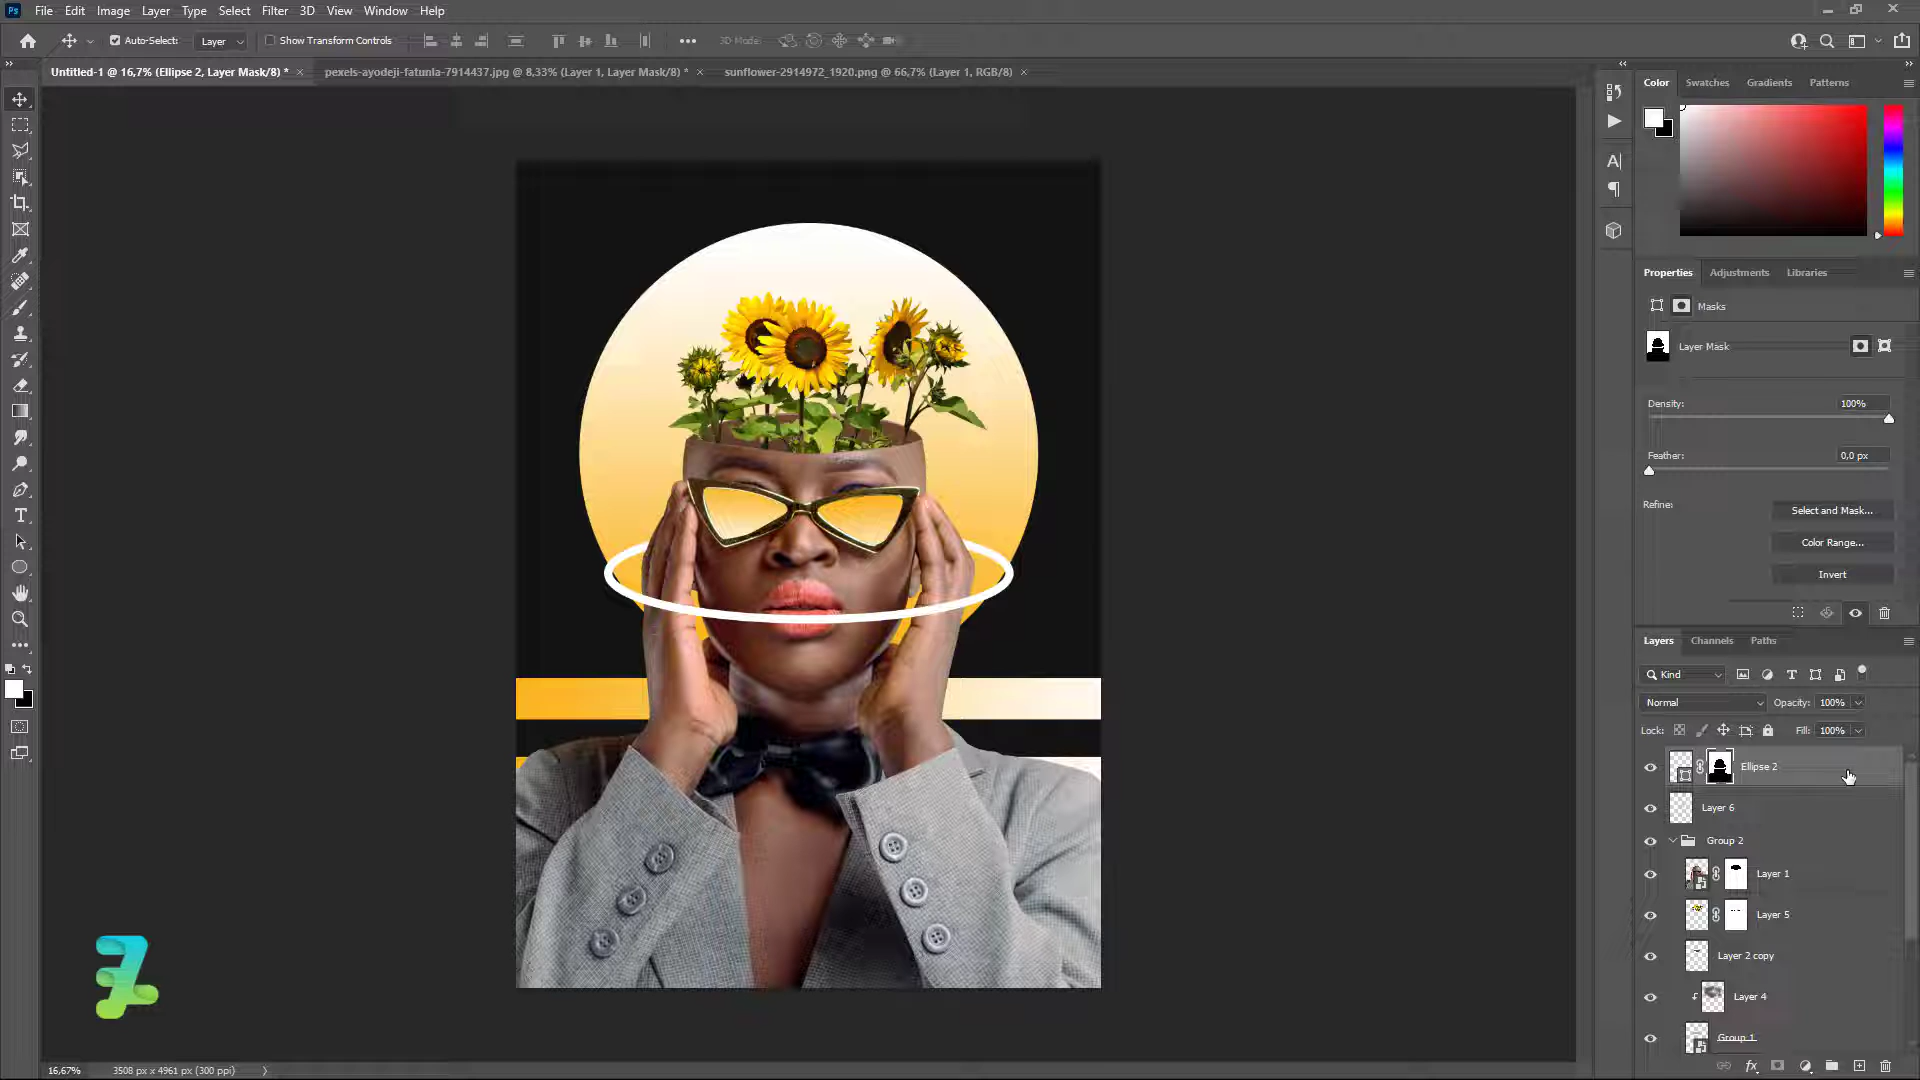 Ps File Edit Image Layer Type Select Filter 3D View Window Help
Auto-Select: Layer Show Transform Controls 3D Mode:
Untitled-1 @ 16,7% (Ellipse 2, Layer Mask/8) * × pexels-ayodeji-fatunla-7914437.jpg @ 8,33% (Layer 1, Layer Mask/8) * × sunflower-2914972_1920.png @ 66,7% (Layer 1, RGB/8) ×
Color Swatches Gradients Patterns
Properties Adjustments Libraries
Masks
Layer Mask
Density: 100%
Feather: 0,0 px
Refine: Select and Mask...
Color Range...
Invert
Layers Channels Paths
Kind
Normal Opacity: 100%
Lock: Fill: 100%
Ellipse 2
Layer 6
Group 2
Layer 1
Layer 5
Layer 2 copy
Layer 4
Group 1
fx
16,67% 3508 px x 4961 px (300 ppi)